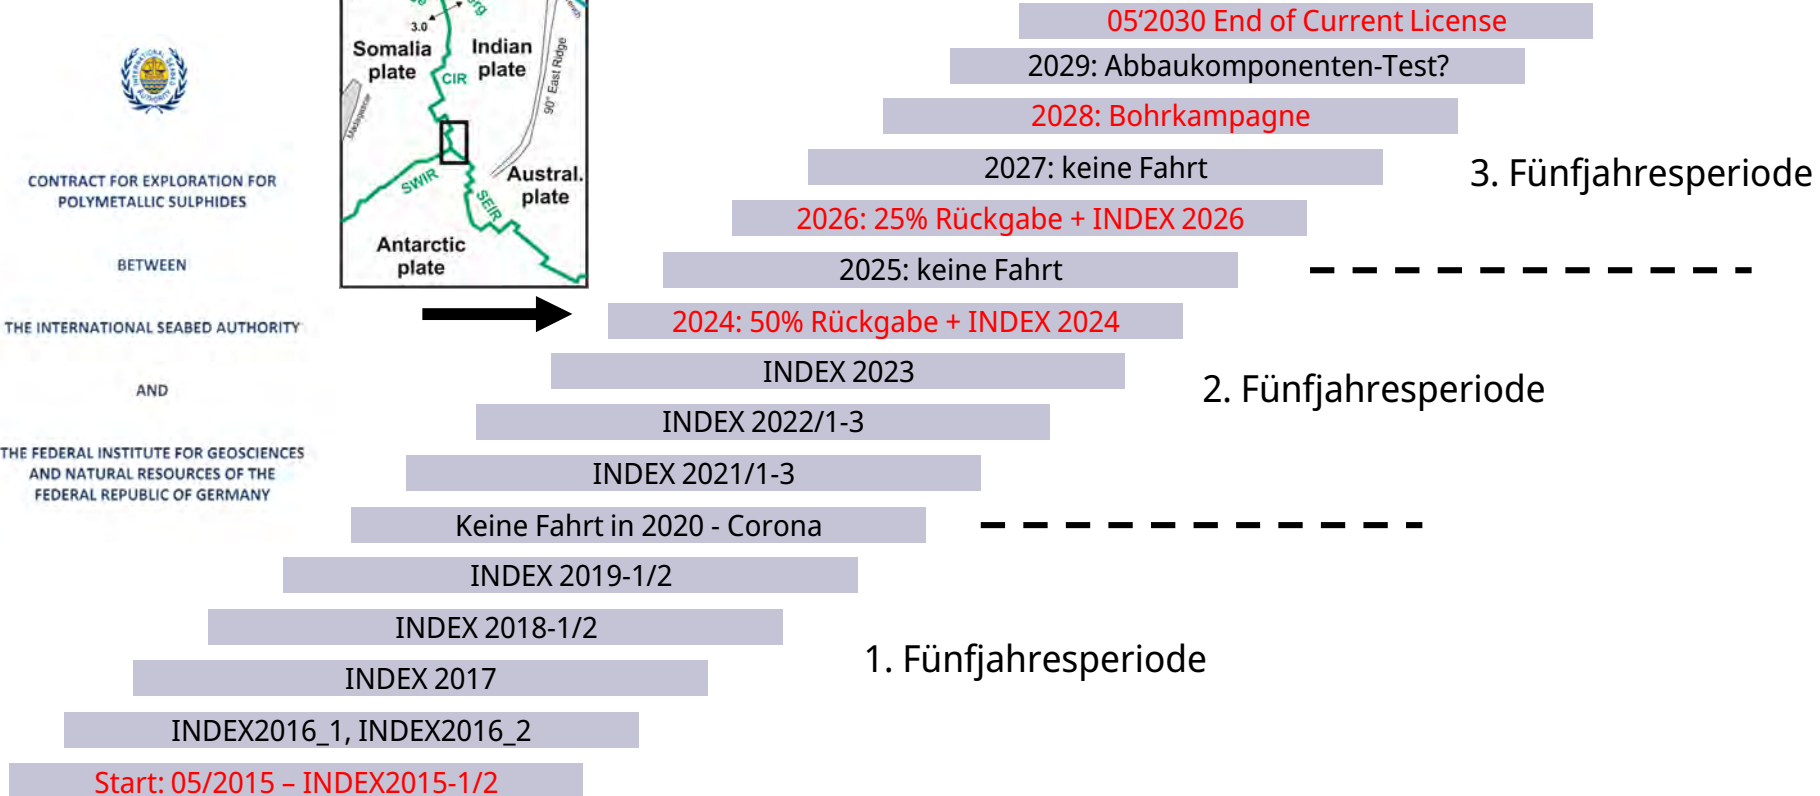 INTERNATIONAL SEABED AUTHORITY
CONTRACT FOR EXPLORATION FOR
POLYMETALLIC SULPHIDES
BETWEEN
THE INTERNATIONAL SEABED AUTHORITY
AND
THE FEDERAL INSTITUTE FOR GEOSCIENCES
AND NATURAL RESOURCES OF THE
FEDERAL REPUBLIC OF GERMANY
3.0
Somalia
plate
Indian
plate
CIR
90° East Ridge
Madagascar
SWIR
SEIR
Austral.
plate
Antarctic
plate
05‘2030 End of Current License
2029: Abbaukomponenten-Test?
2028: Bohrkampagne
2027: keine Fahrt
3. Fünfjahresperiode
2026: 25% Rückgabe + INDEX 2026
2025: keine Fahrt
2024: 50% Rückgabe + INDEX 2024
INDEX 2023
2. Fünfjahresperiode
INDEX 2022/1-3
INDEX 2021/1-3
Keine Fahrt in 2020 - Corona
INDEX 2019-1/2
INDEX 2018-1/2
1. Fünfjahresperiode
INDEX 2017
INDEX2016_1, INDEX2016_2
Start: 05/2015 – INDEX2015-1/2